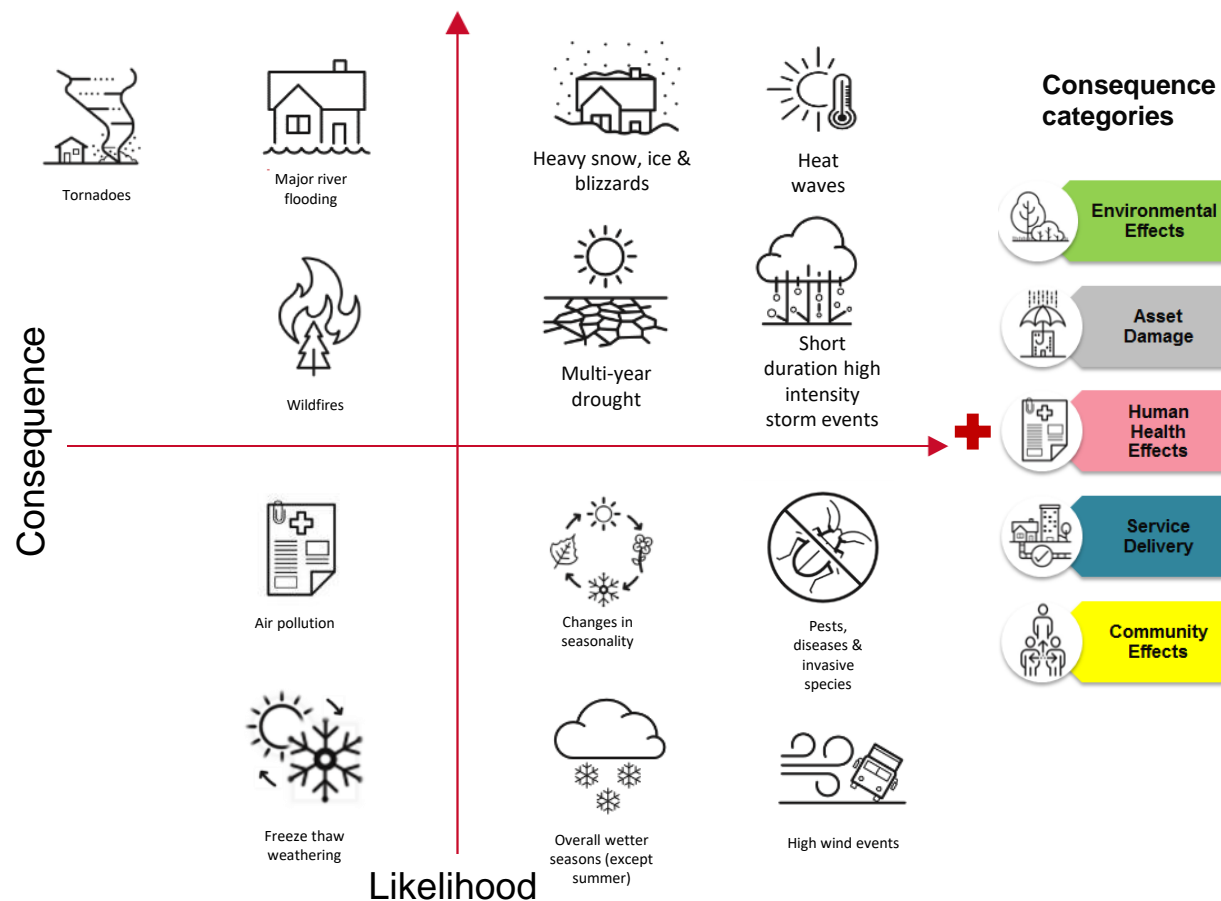 Tornadoes
Major river
flooding
Heavy snow, ice &
blizzards
Heat
waves
Wildfires
Multi-year
drought
Short
duration high
intensity
storm events
Consequence
Air pollution
Changes in
seasonality
Pests,
diseases &
invasive
species
Freeze thaw
weathering
Overall wetter
seasons (except
summer)
High wind events
Likelihood
Consequence
categories
Environmental
Effects
Asset
Damage
Human
Health
Effects
Service
Delivery
Community
Effects